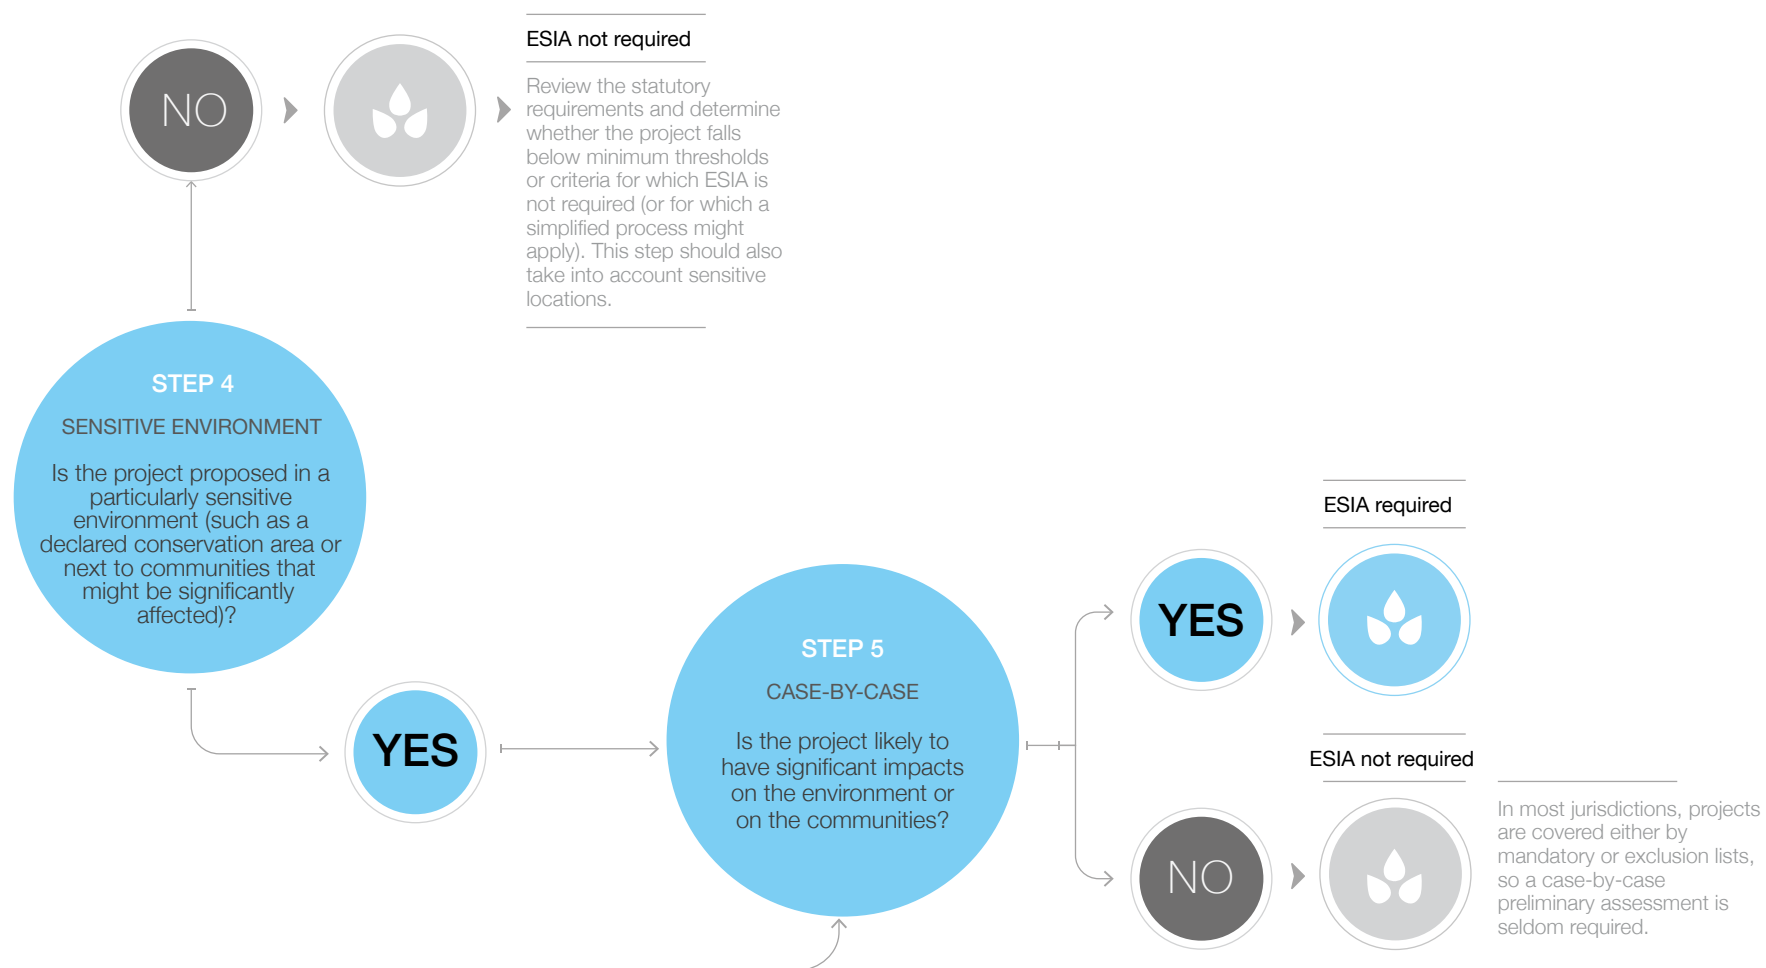 NO
ESIA not required
Review the statutory
requirements and determine
whether the project falls
below minimum thresholds
or criteria for which ESIA is
not required (or for which a
simplified process might
apply). This step should also
take into account sensitive
locations.
STEP 4
SENSITIVE ENVIRONMENT
Is the project proposed in a
particularly sensitive
environment (such as a
declared conservation area or
next to communities that
might be significantly
affected)?
YES
STEP 5
CASE-BY-CASE
Is the project likely to
have significant impacts
on the environment or
on the communities?
ESIA required
YES
ESIA not required
NO
In most jurisdictions, projects
are covered either by
mandatory or exclusion lists,
so a case-by-case
preliminary assessment is
seldom required.